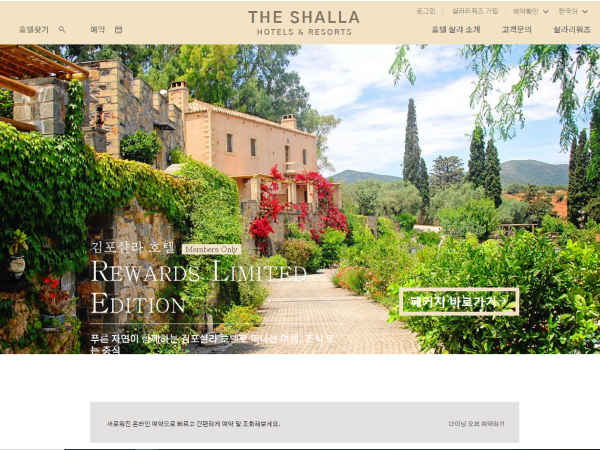 로그인 샬라리워즈 가입 예약확인 한국어
THE SHALLA
HOTELS & RESORTS
호텔찾기 예약 호텔 샬라 소개 고객문의 샬라리워즈
김포샬라 호텔 Members Only
REWARDS LIMITED
EDITION
패키지 바로가기 >
푸른 자연이 함께하는 김포샬라 호텔로 떠나는 여행, 조식 또
는 중식
새로워진 온라인 예약으로 빠르고 간편하게 예약 및 조회해보세요. 다이닝 오퍼 예약하기